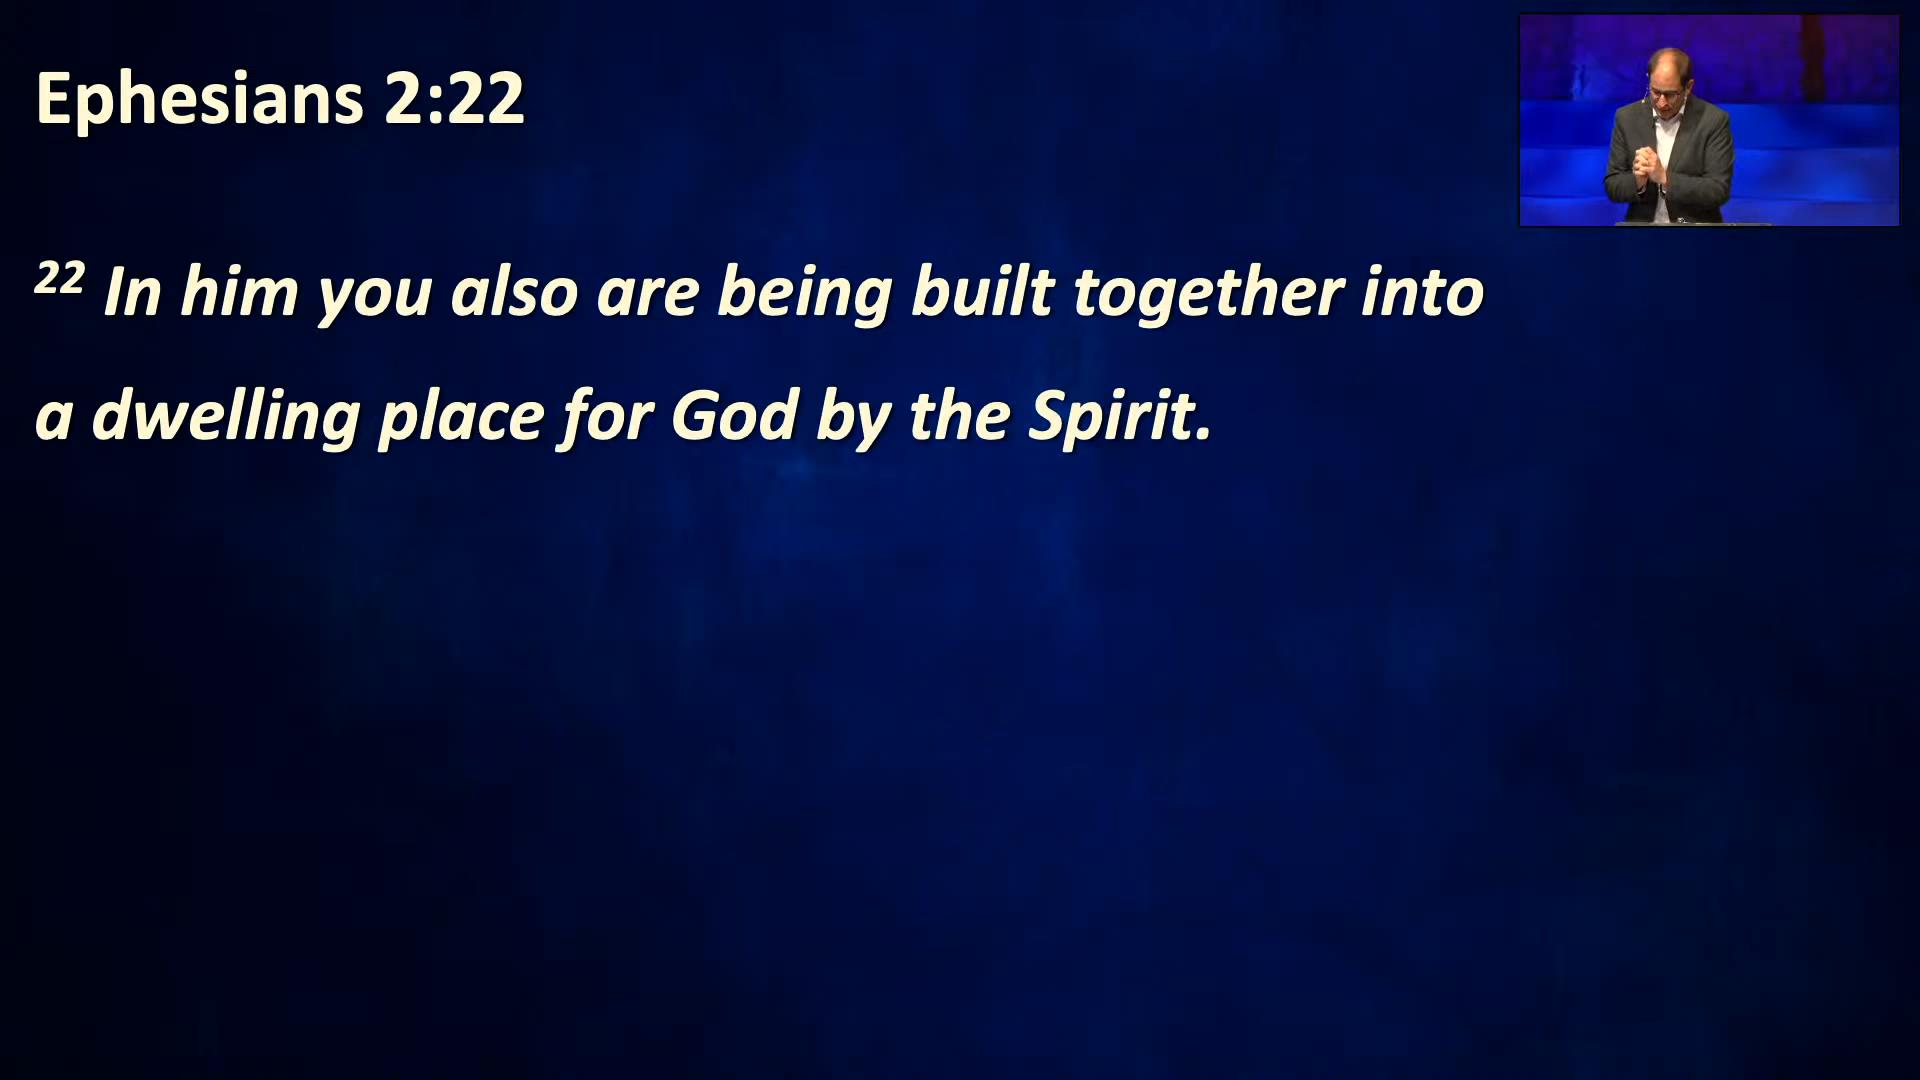 Ephesians 2:22
22 In him you also are being built together into
a dwelling place for God by the Spirit.